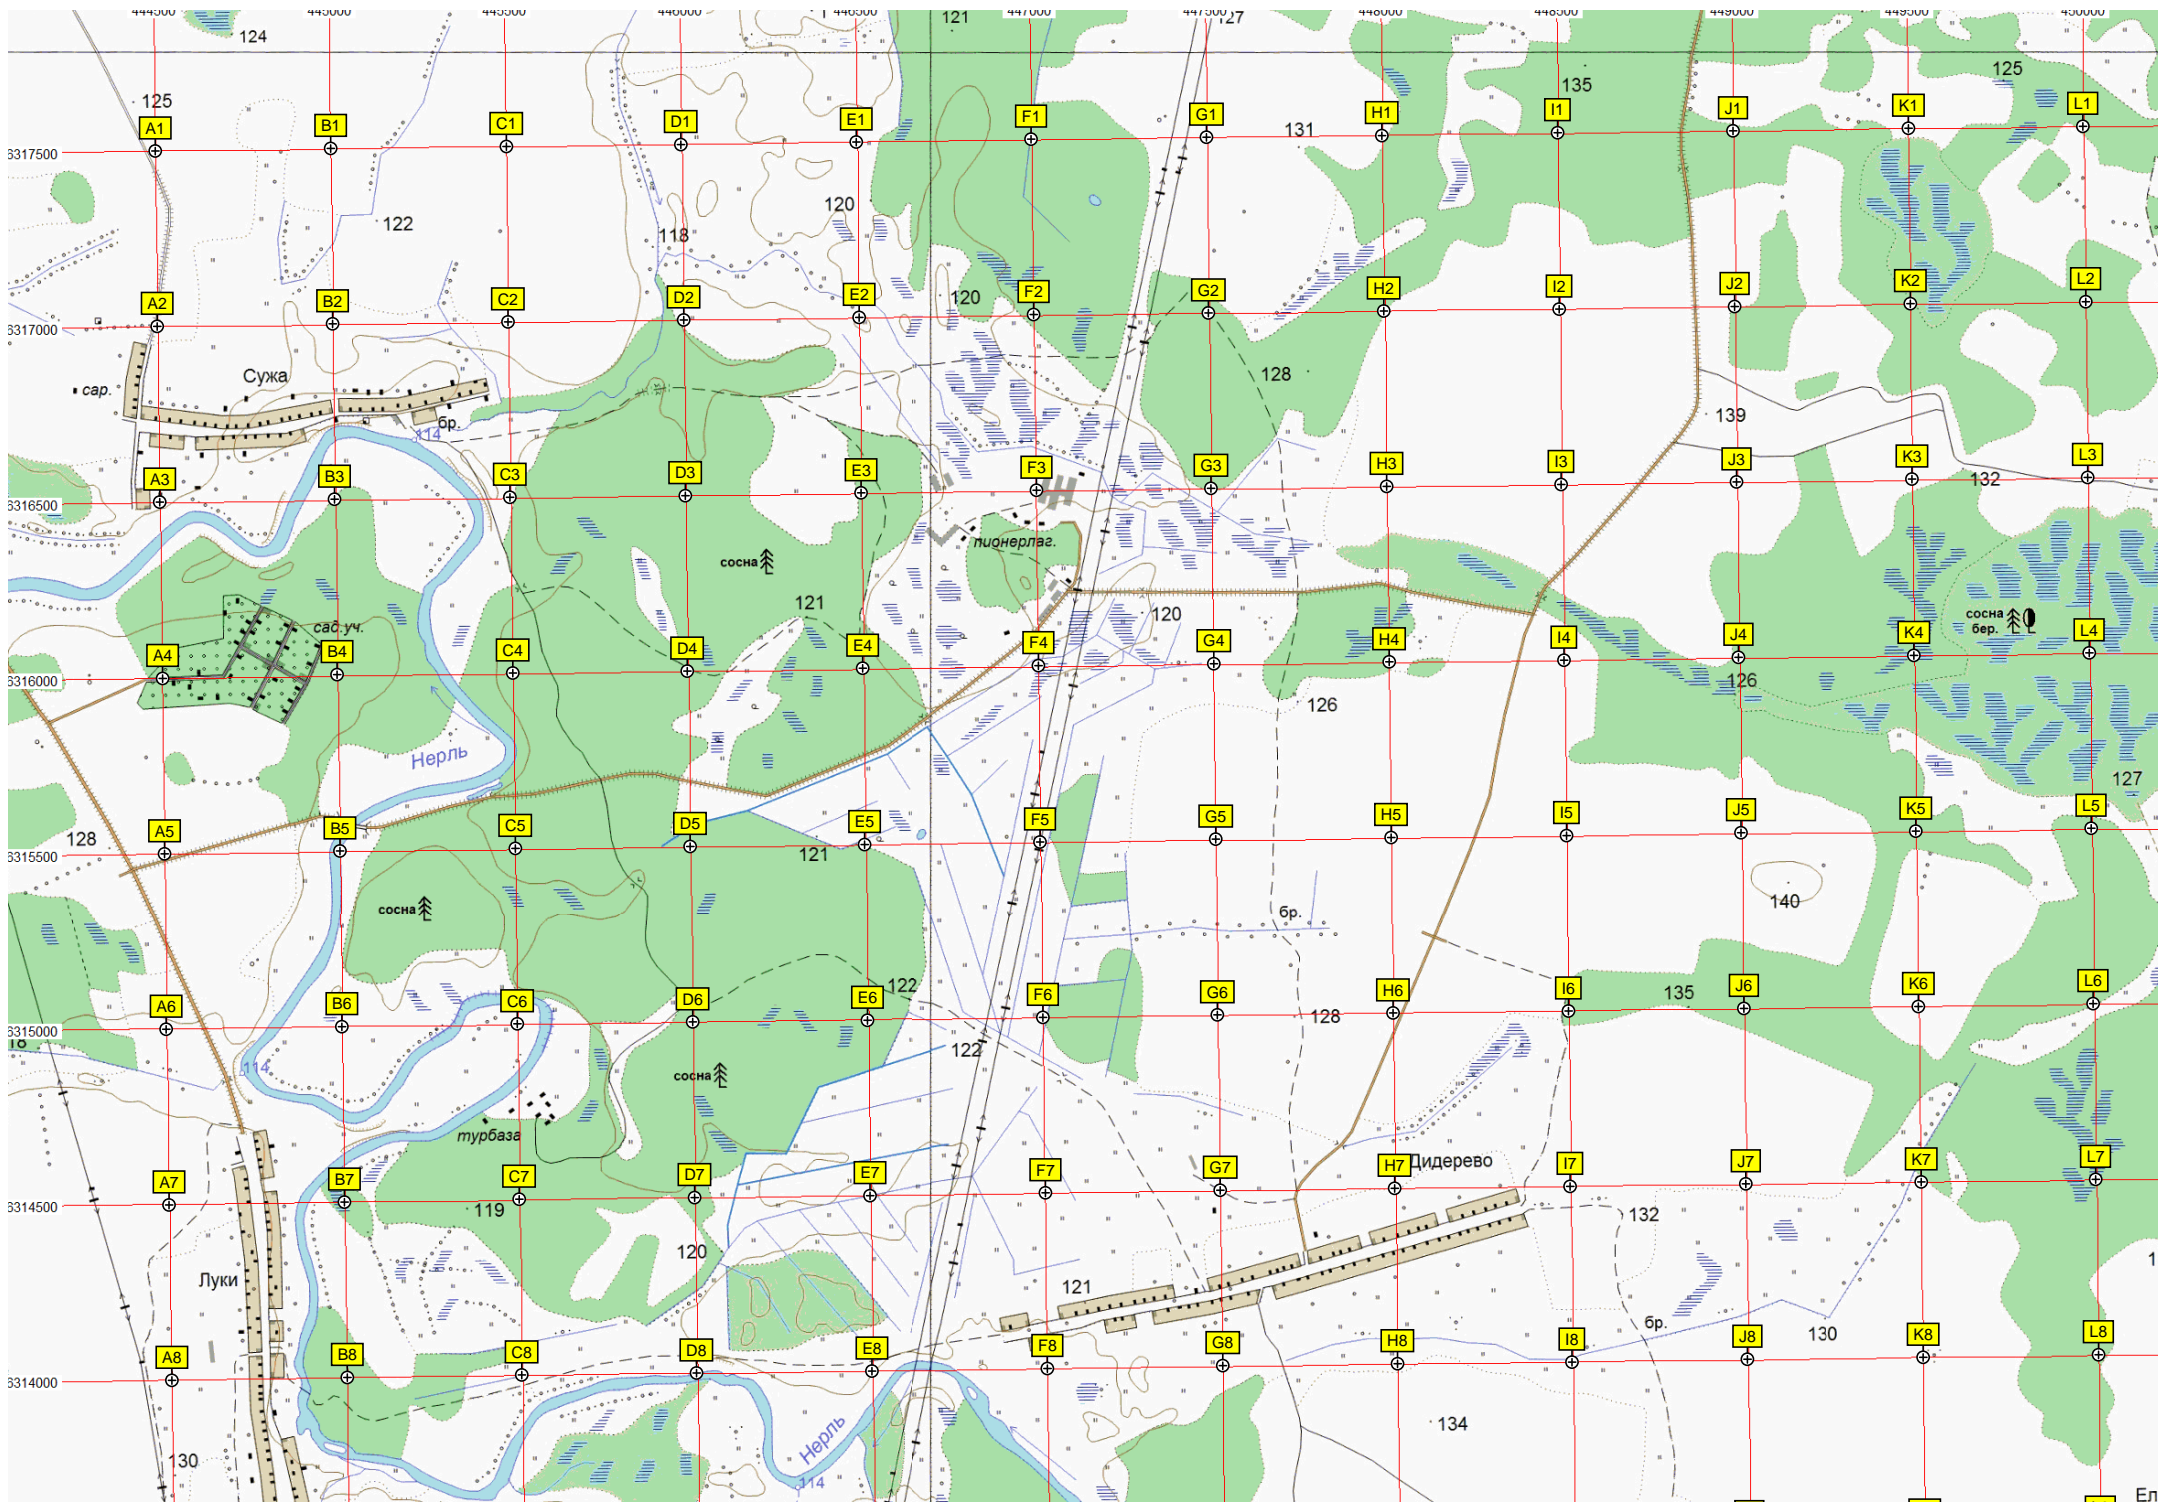 444500 445000 445500 446000 446500 447000 447500 448000 448500 449000 449500 450000
124 121 127
125 135 125
A1 B1 C1 D1 E1 F1 G1 H1 I1 J1 K1 L1
131
6317500
120
122 118
A2 B2 C2 D2 E2 F2 G2 H2 I2 J2 K2 L2
120
6317000
Сужа 128
сар.
139
бр.
114
A3 B3 C3 D3 E3 F3 G3 H3 I3 J3 K3 L3
132
6316500
пионерлаг.
сосна
121 120
сосна
бер.
сад.уч.
A4 B4 C4 D4 E4 F4 G4 H4 I4 J4 K4 L4
6316000 126
126
Нерль
127
A5 B5 C5 D5 E5 F5 G5 H5 I5 J5 K5 L5
128
6315500 121
140
сосна бр.
122 135
A6 B6 C6 D6 E6 F6 G6 H6 I6 J6 K6 L6
128
6315000
18
122
114 сосна
турбаза
Дидерево
A7 B7 C7 D7 E7 F7 G7 H7 I7 J7 K7 L7
6314500 119 132
120
Луки 121
бр. 130
A8 B8 C8 D8 E8 F8 G8 H8 I8 J8 K8 L8
6314000
134
Нерль
130
114
Ел